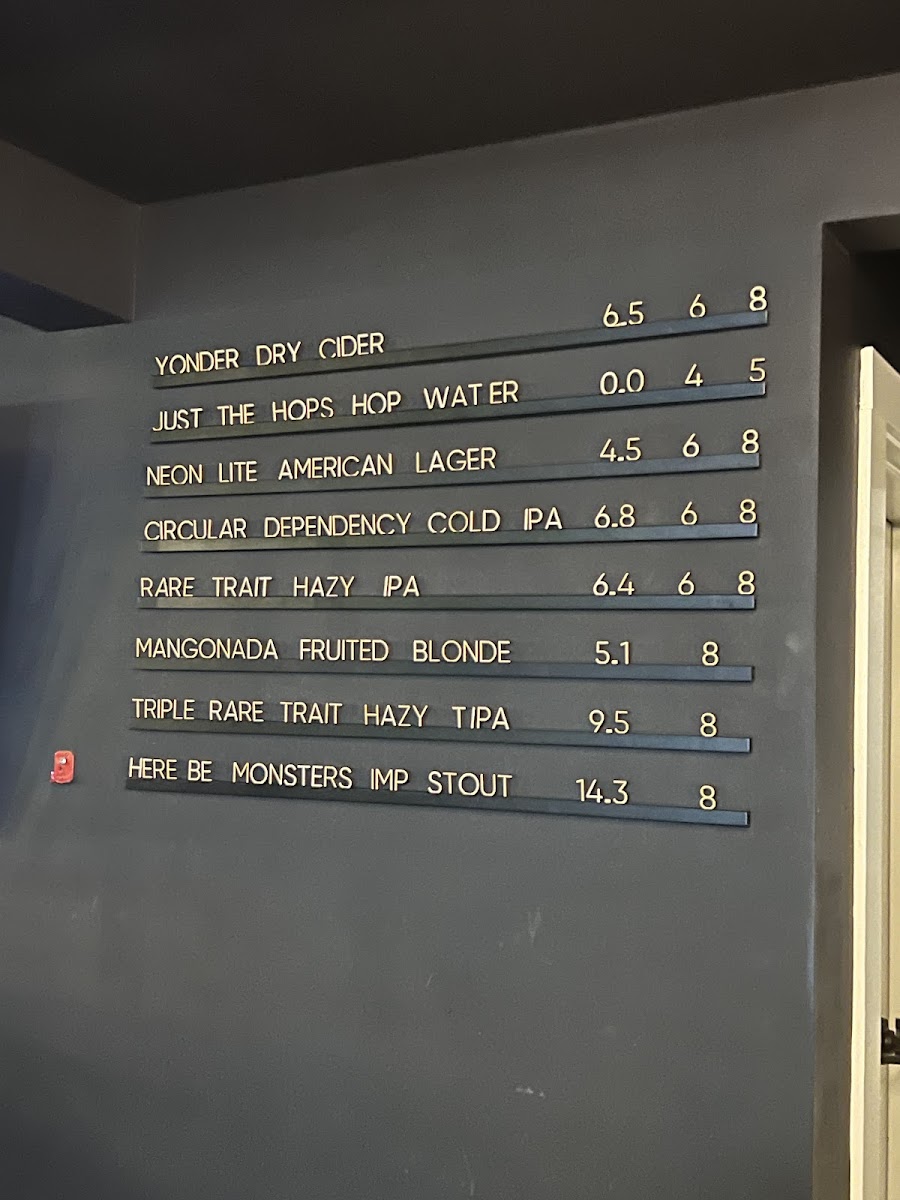 YONDER DRY CIDER 6.5 6 8
JUST THE HOPS HOP WATER 0.0 4 5
NEON LITE AMERICAN LAGER 4.5 6 8
CIRCULAR DEPENDENCY COLD IPA 6.8 6 8
RARE TRAIT HAZY IPA 6.4 6 8
MANGONADA FRUITED BLONDE 5.1 8
TRIPLE RARE TRAIT HAZY TIPA 9.5 8
HERE BE MONSTERS IMP STOUT 14.3 8